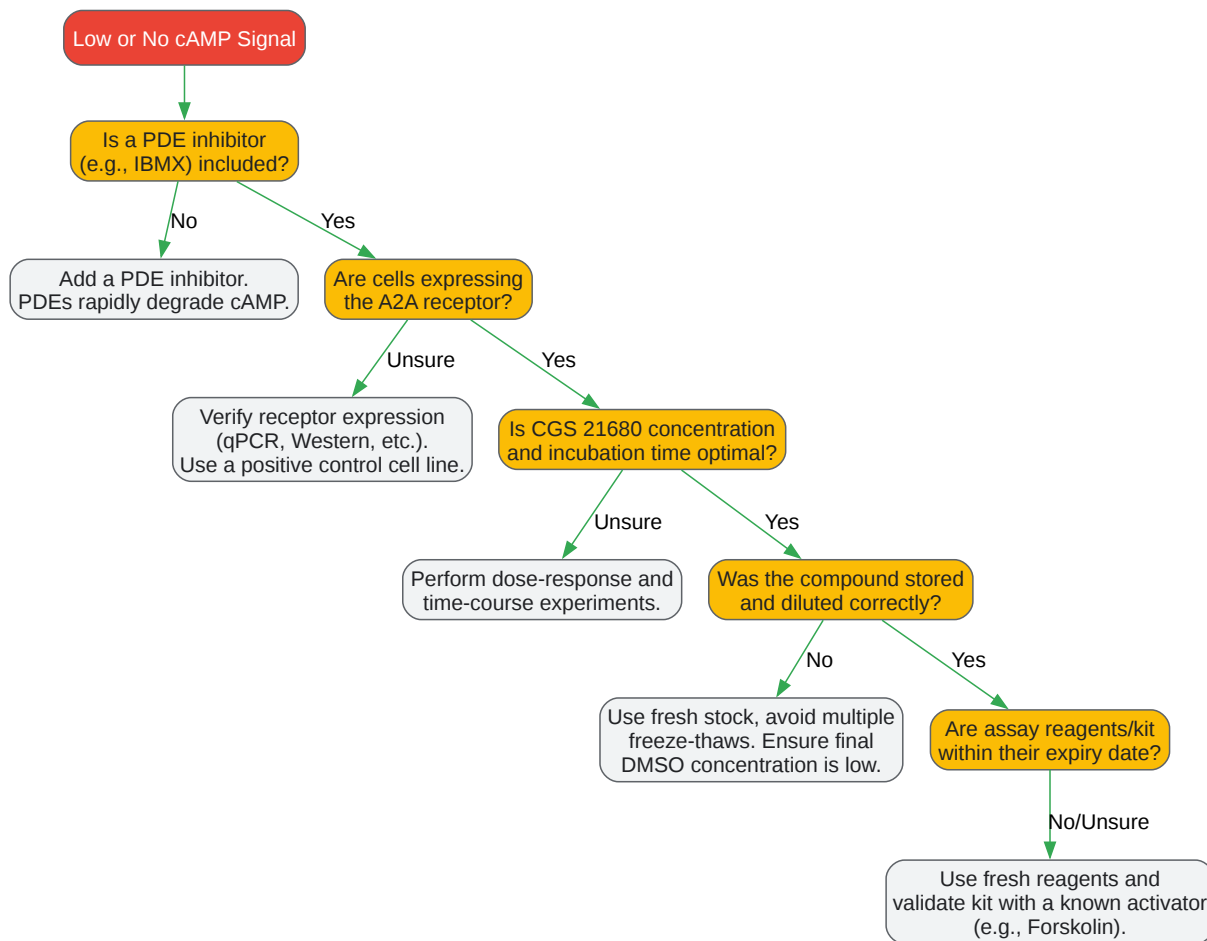 Low or No cAMP Signal
Is a PDE inhibitor
(e.g., IBMX) included?
No
Yes
Add a PDE inhibitor.
PDEs rapidly degrade cAMP.
Are cells expressing
the A2A receptor?
Unsure
Yes
Verify receptor expression
(qPCR, Western, etc.).
Use a positive control cell line.
Is CGS 21680 concentration
and incubation time optimal?
Unsure
Yes
Perform dose-response and
time-course experiments.
Was the compound stored
and diluted correctly?
No
Yes
Use fresh stock, avoid multiple
freeze-thaws. Ensure final
DMSO concentration is low.
Are assay reagents/kit
within their expiry date?
No/Unsure
Use fresh reagents and
validate kit with a known activator
(e.g., Forskolin).